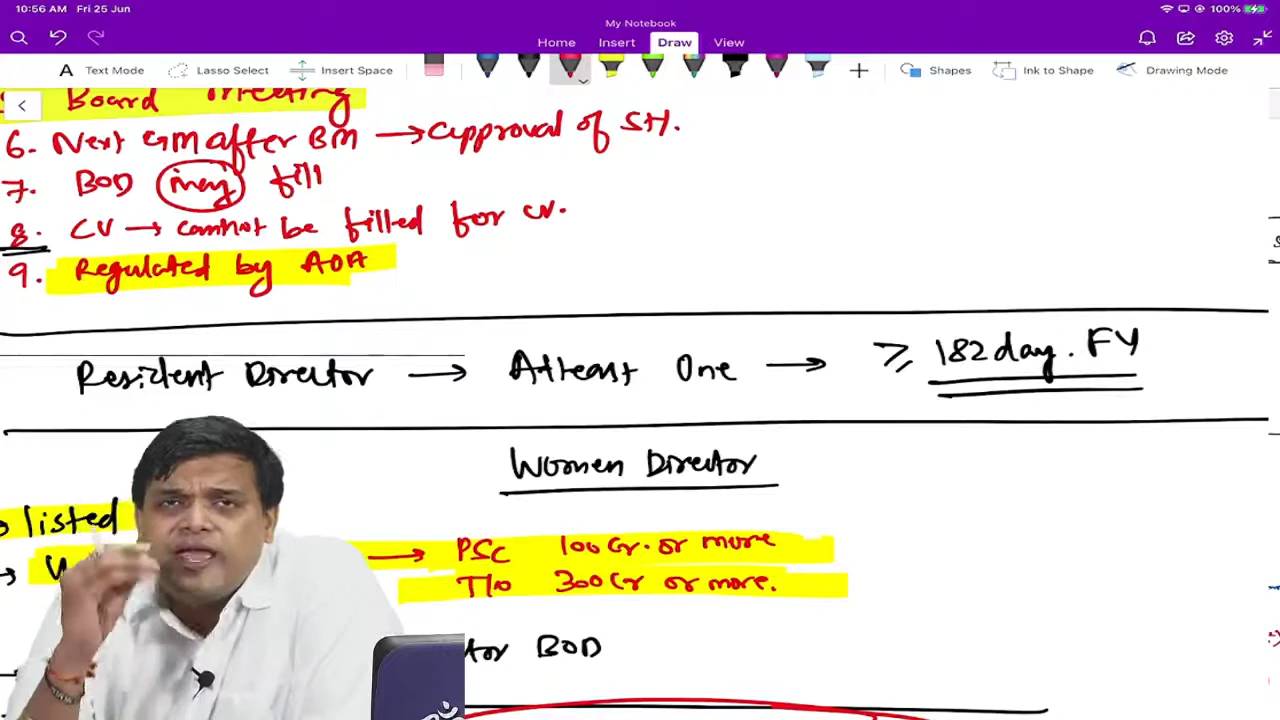 10:56 AM Fri 25 Jun
100%
My Notebook
Home Insert Draw View
Text Mode Lasso Select Insert Space Shapes Ink to Shape Drawing Mode
Board Meeting
6. Next GM after BM → approval of SH.
7. BOD may fill
8. CV → cannot be filled for CV.
9. Regulated by AOA
Resident Director → Atleast One → ≥ 182 day. FY
Women Director
listed
→ PSC 100 Cr. or more
T/O 300 Cr or more.
BOD